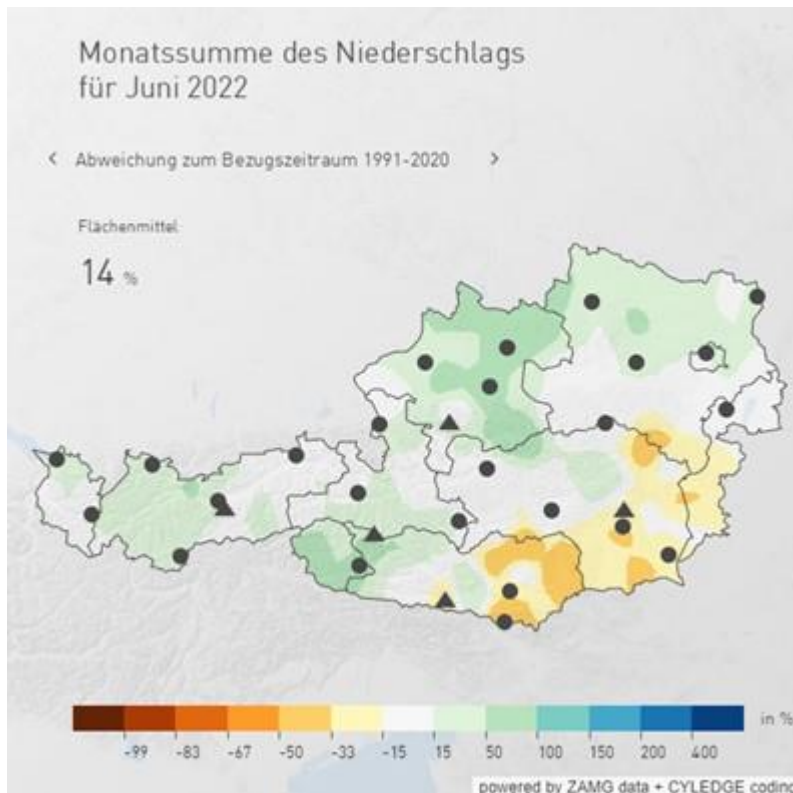 Monatssumme des Niederschlags
für Juni 2022
< Abweichung zum Bezugszeitraum 1991-2020 >
Flächenmittel
14 %
-99 -83 -67 -50 -33 -15 15 50 100 150 200 400 in %
powered by ZAMG data + CYLEDGE coding